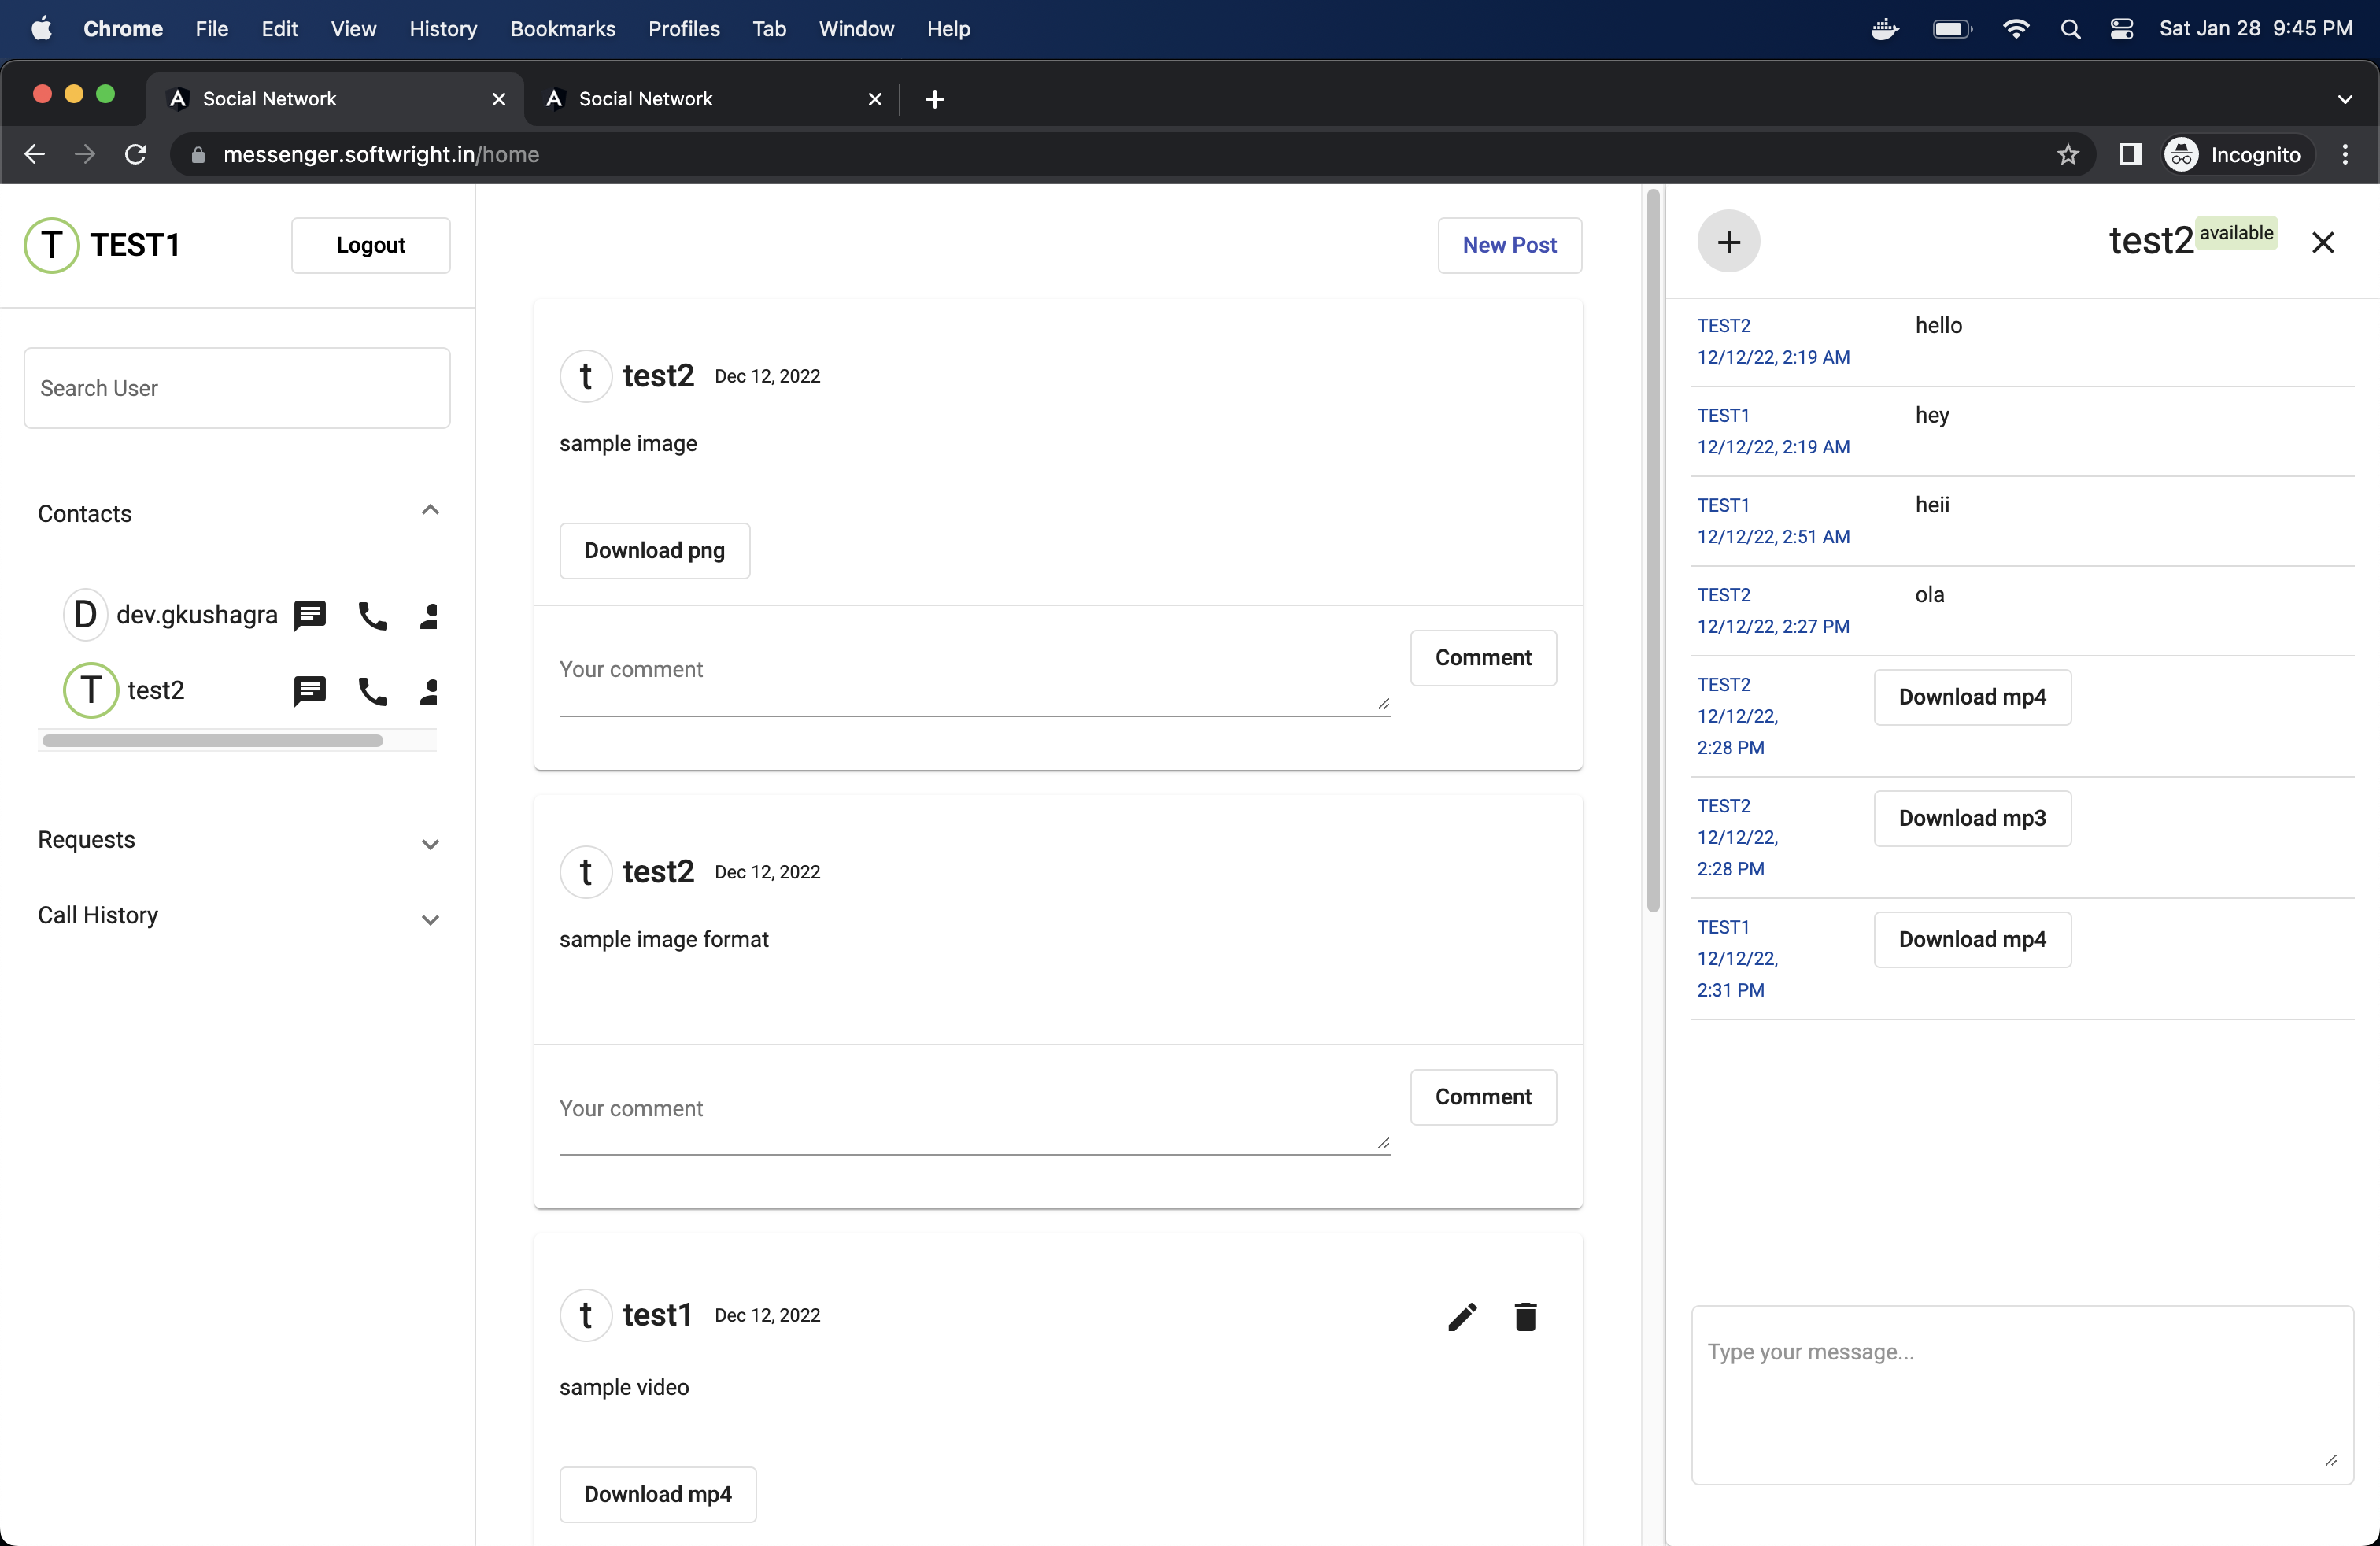 Chrome File Edit View History Bookmarks Profiles Tab Window Help Sat Jan 28 9:45 PM
Social Network Social Network
messenger.softwright.in/home Incognito
T TEST1 Logout
Search User
Contacts
D dev.gkushagra
T test2
Requests
Call History
New Post
t test2 Dec 12, 2022
sample image
Download png
Your comment Comment
t test2 Dec 12, 2022
sample image format
Your comment Comment
t test1 Dec 12, 2022
sample video
Download mp4
+ test2 available
TEST2 hello
12/12/22, 2:19 AM
TEST1 hey
12/12/22, 2:19 AM
TEST1 heii
12/12/22, 2:51 AM
TEST2 ola
12/12/22, 2:27 PM
TEST2 Download mp4
12/12/22,
2:28 PM
TEST2 Download mp3
12/12/22,
2:28 PM
TEST1 Download mp4
12/12/22,
2:31 PM
Type your message...